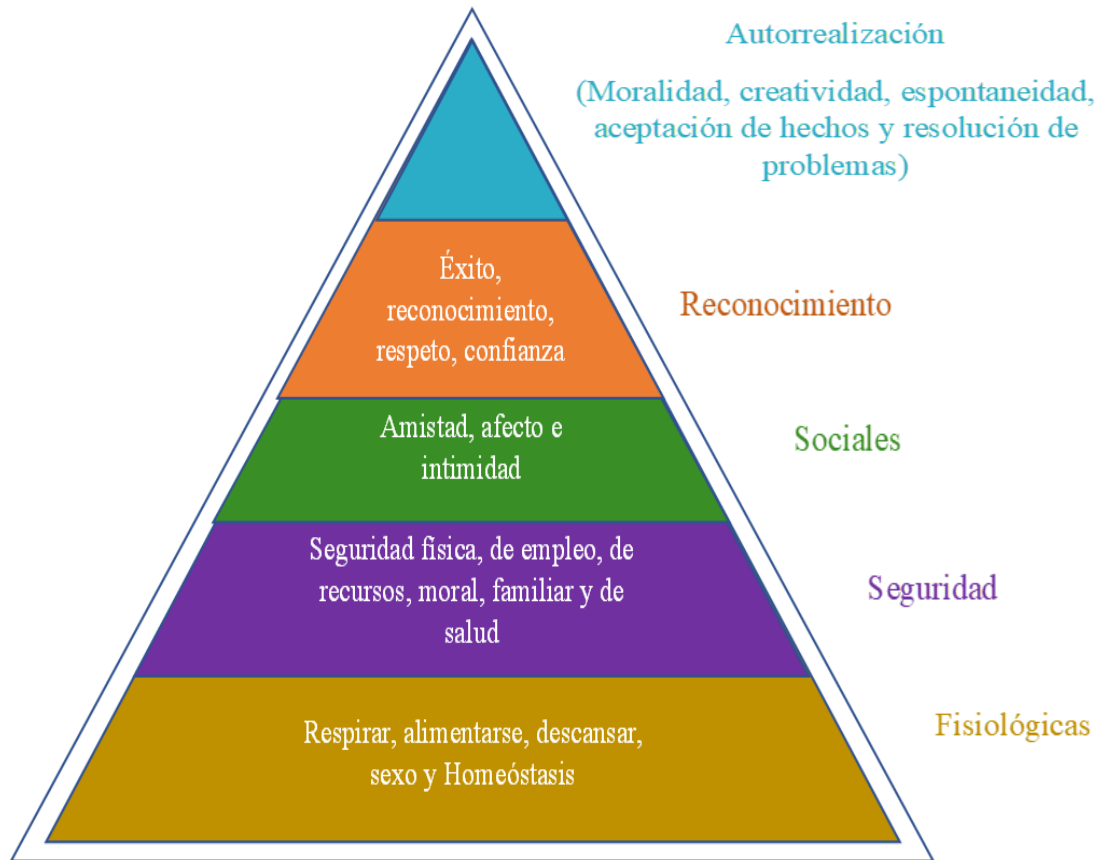 Autorrealización
(Moralidad, creatividad, espontaneidad,
aceptación de hechos y resolución de
problemas)
Éxito,
reconocimiento,
respeto, confianza
Reconocimiento
Amistad, afecto e
intimidad
Sociales
Seguridad física, de empleo, de
recursos, moral, familiar y de
salud
Seguridad
Respirar, alimentarse, descansar,
sexo y Homeóstasis
Fisiológicas